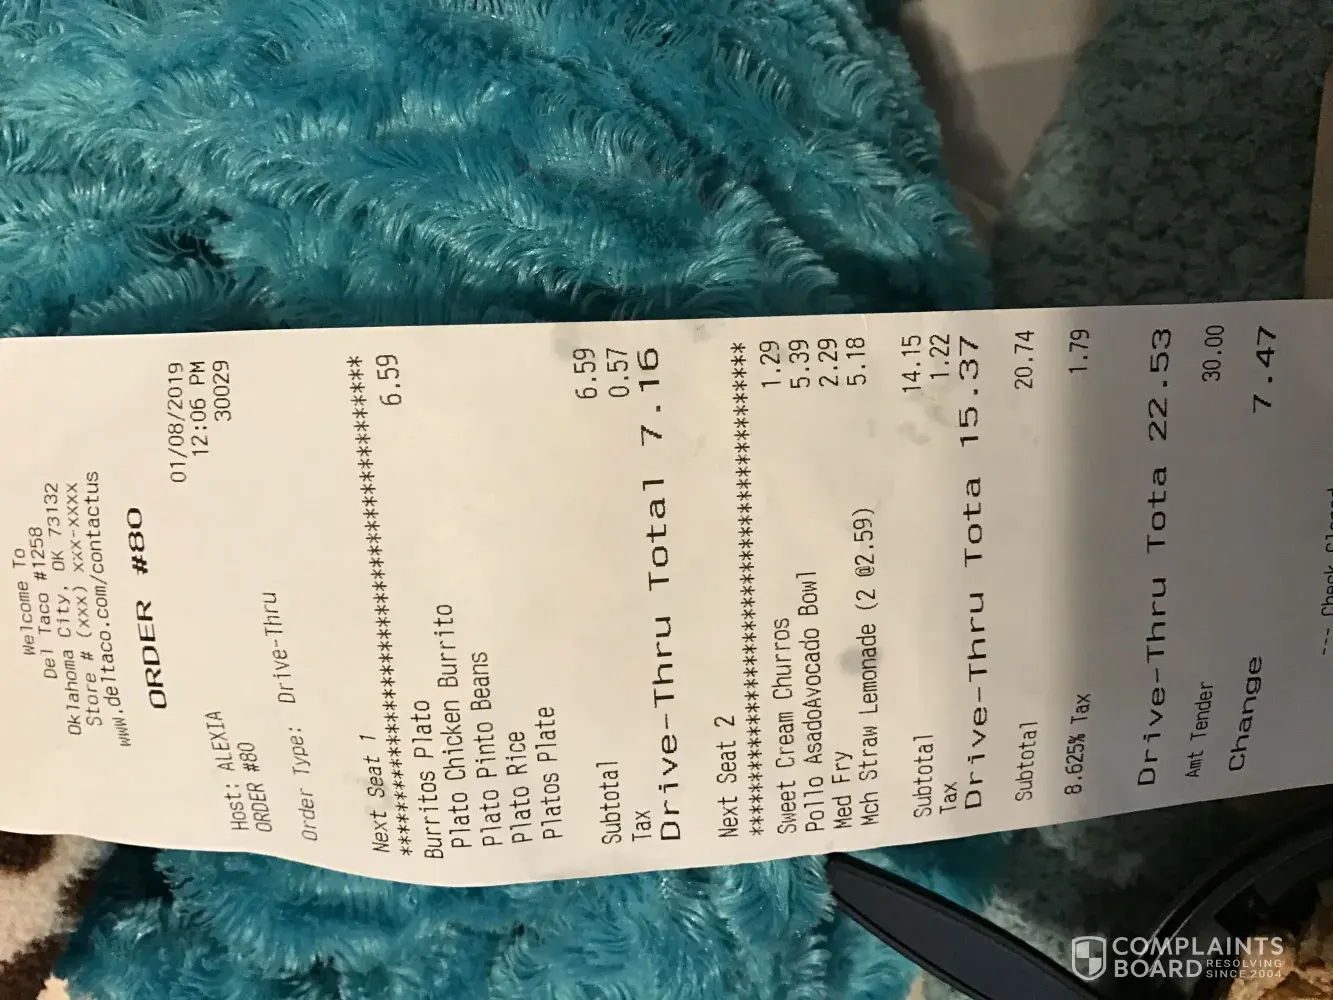 Welcome To
Del Taco #1258
Oklahoma City, OK 73132
Store # (xxx) xxx-xxxx
www.deltaco.com/contactus
ORDER #80
01/08/2019
12:06 PM
Host: ALEXIA 30029
ORDER #80
Order Type: Drive-Thru
Next Seat 1
****************************************
Burritos Plato 6.59
Plato Chicken Burrito
Plato Pinto Beans
Plato Rice
Platos Plate
Subtotal 6.59
Tax 0.57
Drive-Thru Total 7.16
Next Seat 2
****************************************
Sweet Cream Churros 1.29
Pollo AsadoAvocado Bowl 5.39
Med Fry 2.29
Mch Straw Lemonade (2 @2.59) 5.18
Subtotal 14.15
Tax 1.22
Drive-Thru Tota 15.37
Subtotal 20.74
8.625% Tax 1.79
Drive-Thru Tota 22.53
Amt Tender 30.00
Change 7.47
--- Check Closed
COMPLAINTS
BOARD RESOLVING
SINCE 2004